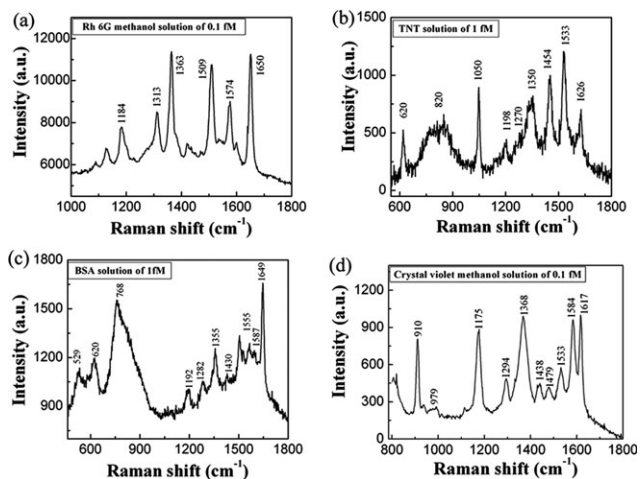 (a)
Rh 6G methanol solution of 0.1 fM
Intensity (a.u.)
12000
10000
8000
6000
1184
1313
1363
1509
1574
1650
1000 1200 1400 1600 1800
Raman shift (cm-1)
(b)
TNT solution of 1 fM
Intensity (a.u.)
1500
1000
500
0
620
820
1050
1198
1270
1350
1454
1533
1626
600 800 1000 1200 1400 1600 1800
Raman shift (cm-1)
(c)
BSA solution of 1fM
Intensity (a.u.)
1800
1500
1200
900
529
620
768
1192
1282
1355
1430
1555
1587
1649
600 900 1200 1500 1800
Raman shift (cm-1)
(d)
Crystal violet methanol solution of 0.1 fM
Intensity (a.u.)
1200
900
600
300
0
910
979
1175
1294
1368
1438
1479
1533
1584
1617
800 1000 1200 1400 1600 1800
Raman shift (cm-1)